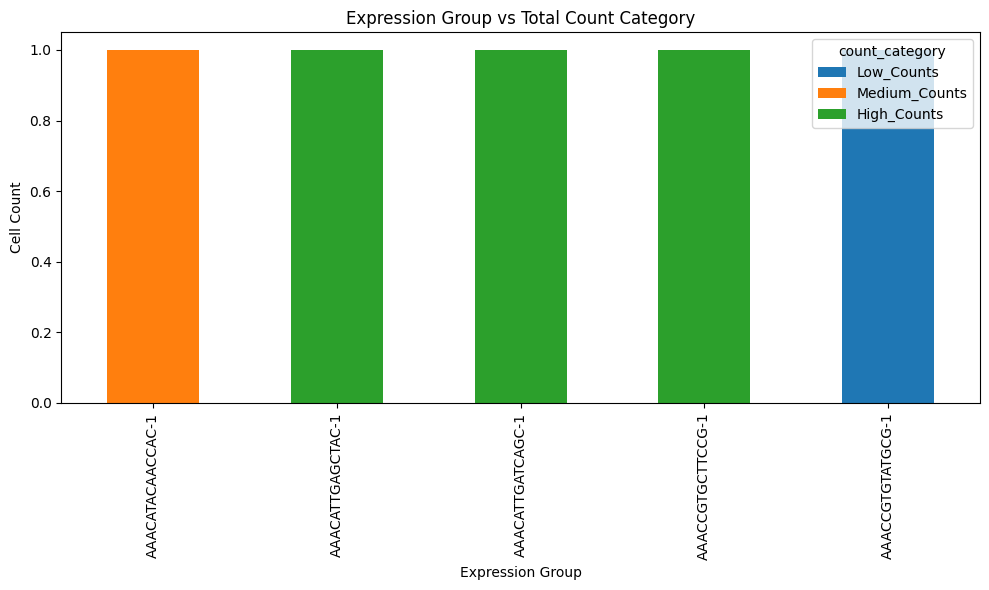 Expression Group vs Total Count Category
count_category
Low_Counts
Medium_Counts
High_Counts
Cell Count
1.0
0.8
0.6
0.4
0.2
0.0
AAACATACAACCAC-1
AAACATTGAGCTAC-1
AAACATTGATCAGC-1
AAACCGTGCTTCCG-1
AAACCGTGTATGCG-1
Expression Group